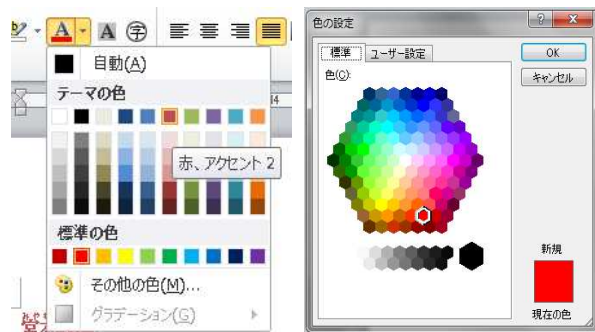 A
A
字
自動(A)
テーマの色
14
赤、アクセント 2
標準の色
その他の色(M)...
グラデーション(G)
色の設定
標準
ユーザー設定
色(C):
OK
キャンセル
新規
現在の色